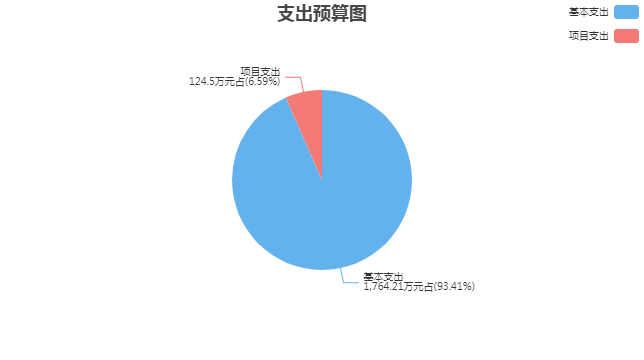 支出预算图
基本支出
项目支出
项目支出
124.5万元占(6.59%)
基本支出
1,764.21万元占(93.41%)